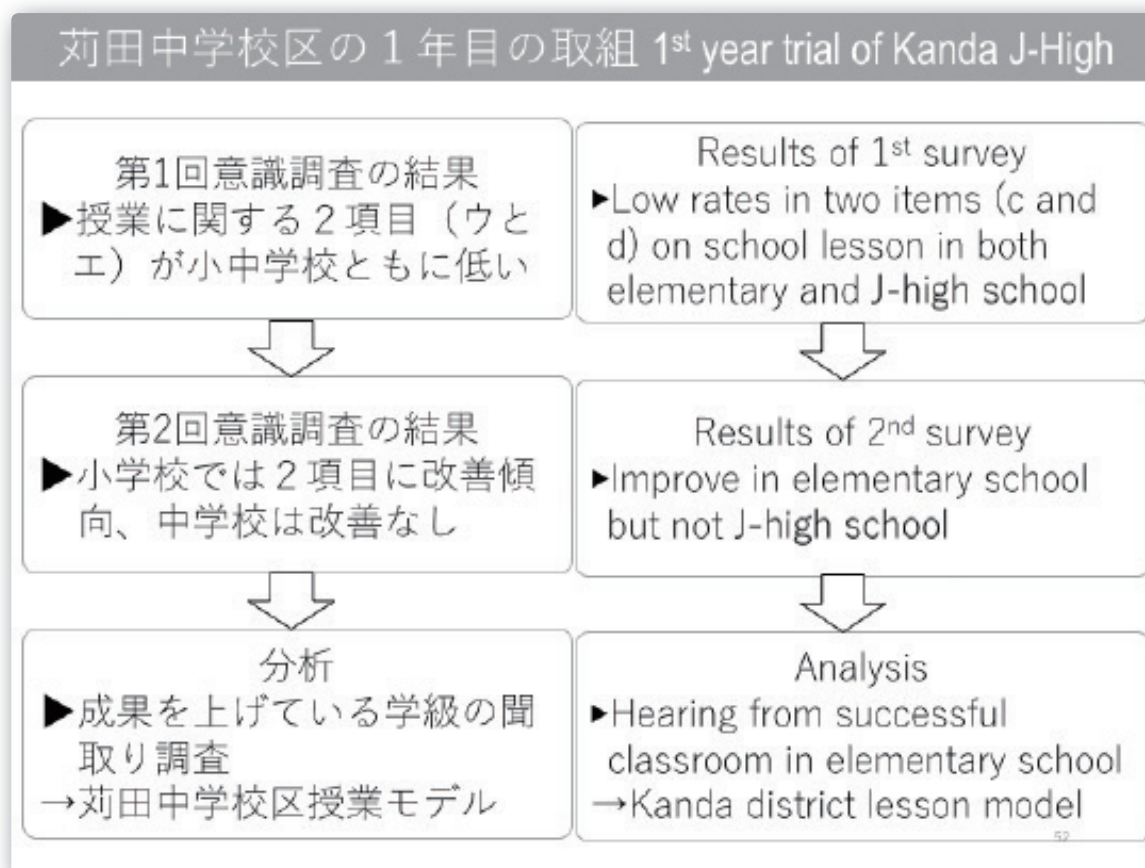 苅田中学校区の１年目の取組 1st year trial of Kanda J-High
第1回意識調査の結果
▶授業に関する２項目（ウと
エ）が小中学校ともに低い
Results of 1st survey
▶Low rates in two items (c and
d) on school lesson in both
elementary and J-high school
第2回意識調査の結果
▶小学校では２項目に改善傾
向、中学校は改善なし
Results of 2nd survey
▶Improve in elementary school
but not J-high school
分析
▶成果を上げている学級の聞
取り調査
→苅田中学校区授業モデル
Analysis
▶Hearing from successful
classroom in elementary school
→Kanda district lesson model
52